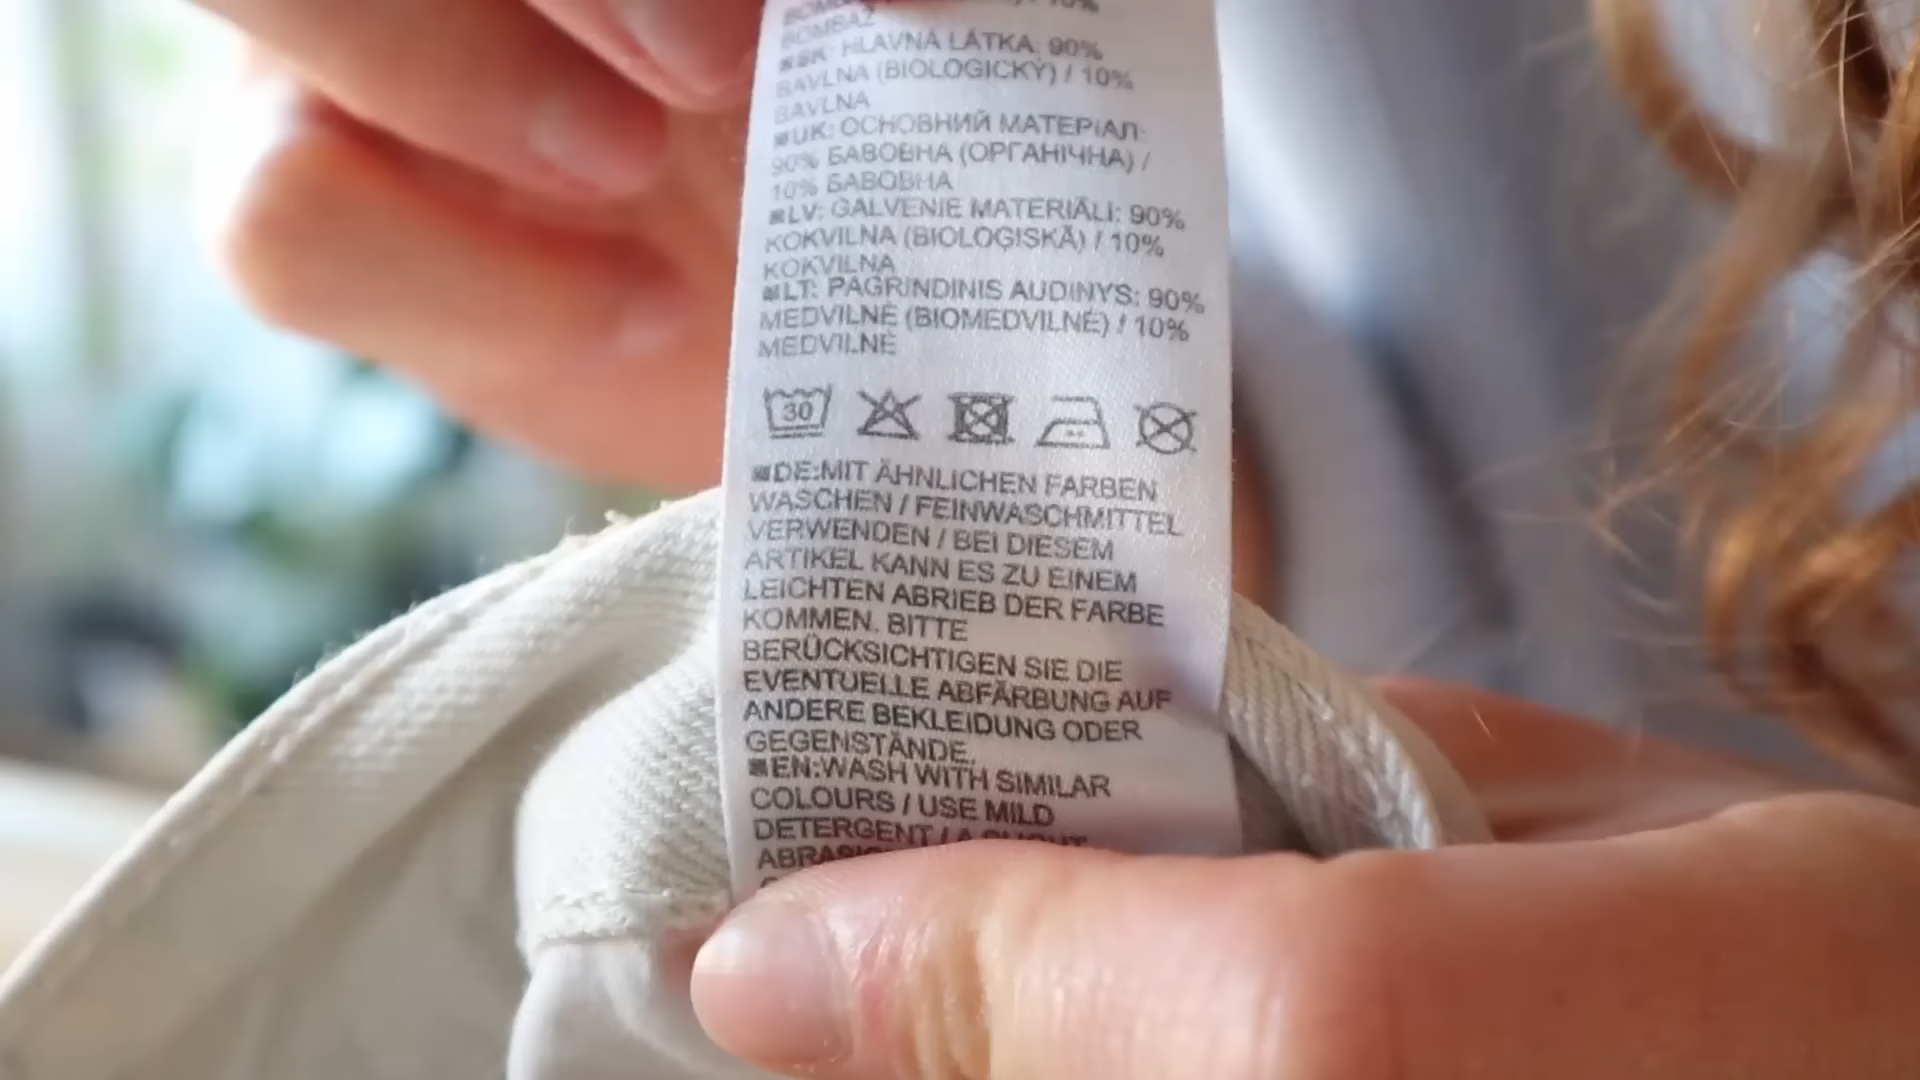 BOMBAŽ
SK: HLAVNÁ LÁTKA: 90%
BAVLNA (BIOLOGICKÝ) / 10%
BAVLNA
UK: ОСНОВНИЙ МАТЕРІАЛ:
90% БАВОВНА (ОРГАНІЧНА) /
10% БАВОВНА
LV: GALVENIE MATERIĀLI: 90%
KOKVILNA (BIOLOĢISKĀ) / 10%
KOKVILNA
LT: PAGRINDINIS AUDINYS: 90%
MEDVILNĖ (BIOMEDVILNĖ) / 10%
MEDVILNĖ
30
DE:MIT ÄHNLICHEN FARBEN
WASCHEN / FEINWASCHMITTEL
VERWENDEN / BEI DIESEM
ARTIKEL KANN ES ZU EINEM
LEICHTEN ABRIEB DER FARBE
KOMMEN. BITTE
BERÜCKSICHTIGEN SIE DIE
EVENTUELLE ABFÄRBUNG AUF
ANDERE BEKLEIDUNG ODER
GEGENSTÄNDE.
EN:WASH WITH SIMILAR
COLOURS / USE MILD
DETERGENT / A SLIGHT